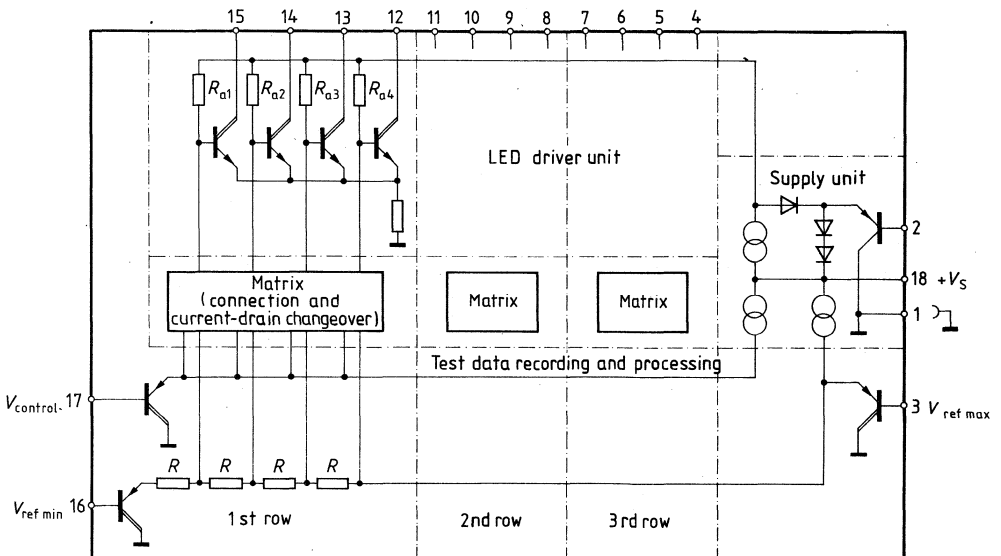 15 14 13 12 11 10 9 8 7 6 5 4
Ra1 Ra2 Ra3 Ra4
LED driver unit
Supply unit
2
18 +VS
1
Matrix
(connection and
current-drain changeover)
Matrix
Matrix
Test data recording and processing
Vcontrol. 17
3 Vref max
R R R R
Vref min 16
1st row
2nd row
3rd row